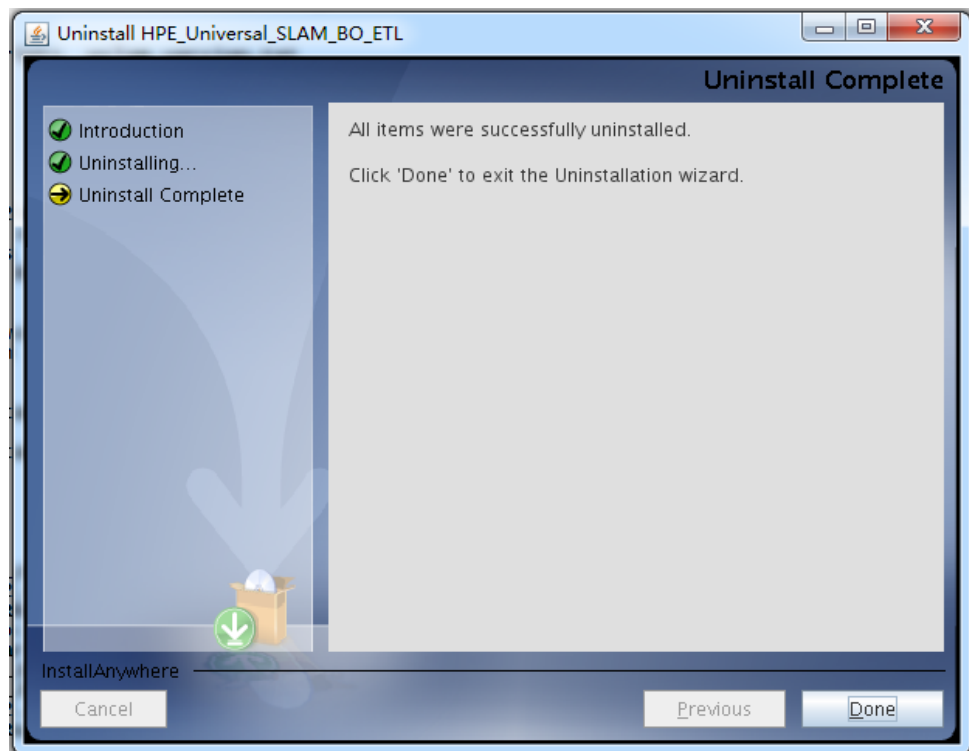 Uninstall HPE_Universal_SLAM_BO_ETL
Uninstall Complete
Introduction
Uninstalling...
Uninstall Complete
All items were successfully uninstalled.
Click 'Done' to exit the Uninstallation wizard.
InstallAnywhere
Cancel
Previous
Done